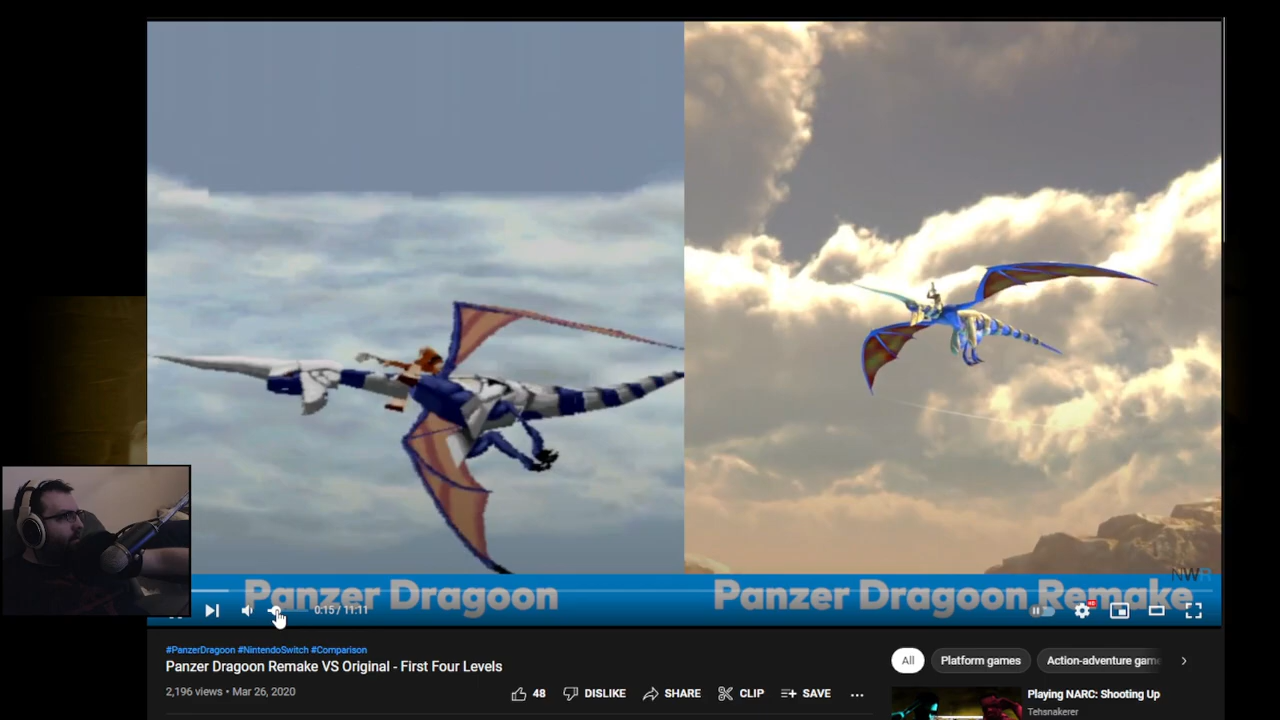 NWR
Panzer Dragoon
Panzer Dragoon Remake
0:15 / 11:11
#PanzerDragoon #NintendoSwitch #Comparison
Panzer Dragoon Remake VS Original - First Four Levels
2,196 views • Mar 26, 2020
48
DISLIKE
SHARE
CLIP
SAVE
All
Platform games
Action-adventure game
Playing NARC: Shooting Up
Tehsnakerer